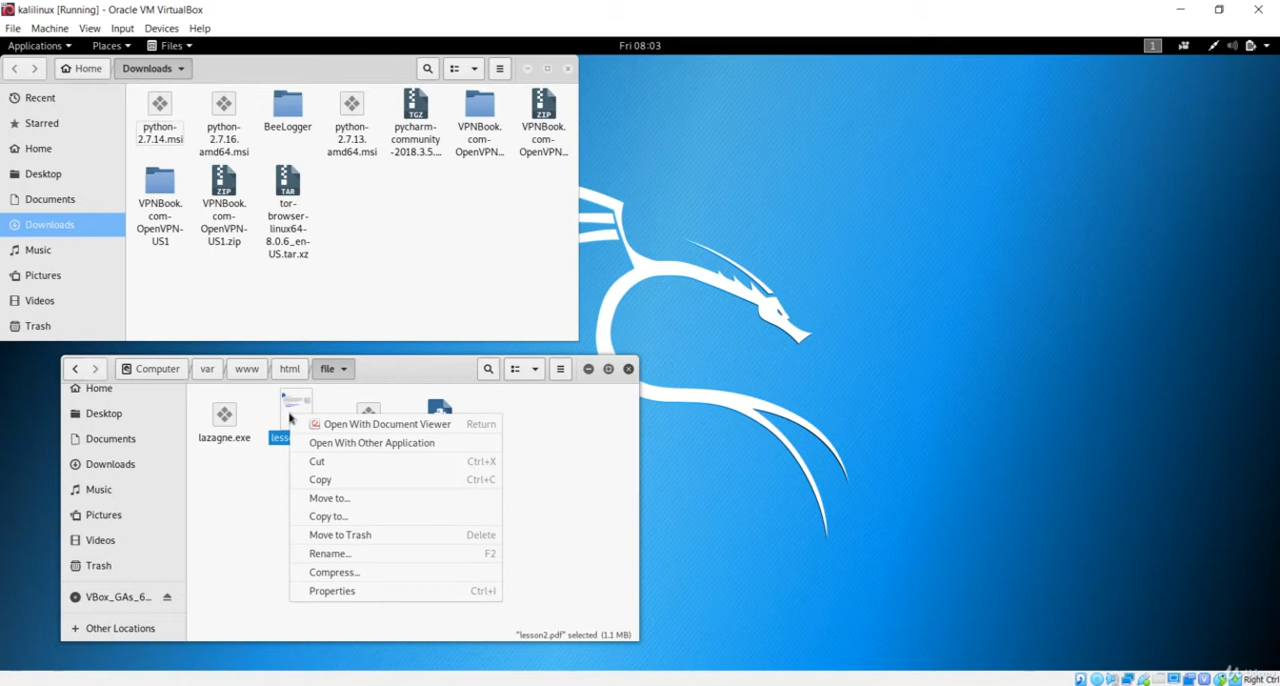 kalilinux [Running] - Oracle VM VirtualBox
File Machine View Input Devices Help
Applications Places Files Fri 08:03 1
Home Downloads
Recent
Starred
Home
Desktop
Documents
Downloads
Music
Pictures
Videos
Trash
python-
2.7.14.msi
python-
2.7.16.
amd64.msi
BeeLogger
python-
2.7.13.
amd64.msi
TGZ
pycharm-
community
-2018.3.5....
VPNBook.
com-
OpenVPN...
ZIP
VPNBook.
com-
OpenVPN...
VPNBook.
com-
OpenVPN-
US1
ZIP
VPNBook.
com-
OpenVPN-
US1.zip
TAR
tor-
browser-
linux64-
8.0.6_en-
US.tar.xz
Computer var www html file
Home
Desktop
Documents
Downloads
Music
Pictures
Videos
Trash
VBox_GAs_6...
+ Other Locations
lazagne.exe
Open With Document Viewer Return
Open With Other Application
Cut Ctrl+X
Copy Ctrl+C
Move to...
Copy to...
Move to Trash Delete
Rename... F2
Compress...
Properties Ctrl+I
"lesson2.pdf" selected (1.1 MB)
Right Ctrl